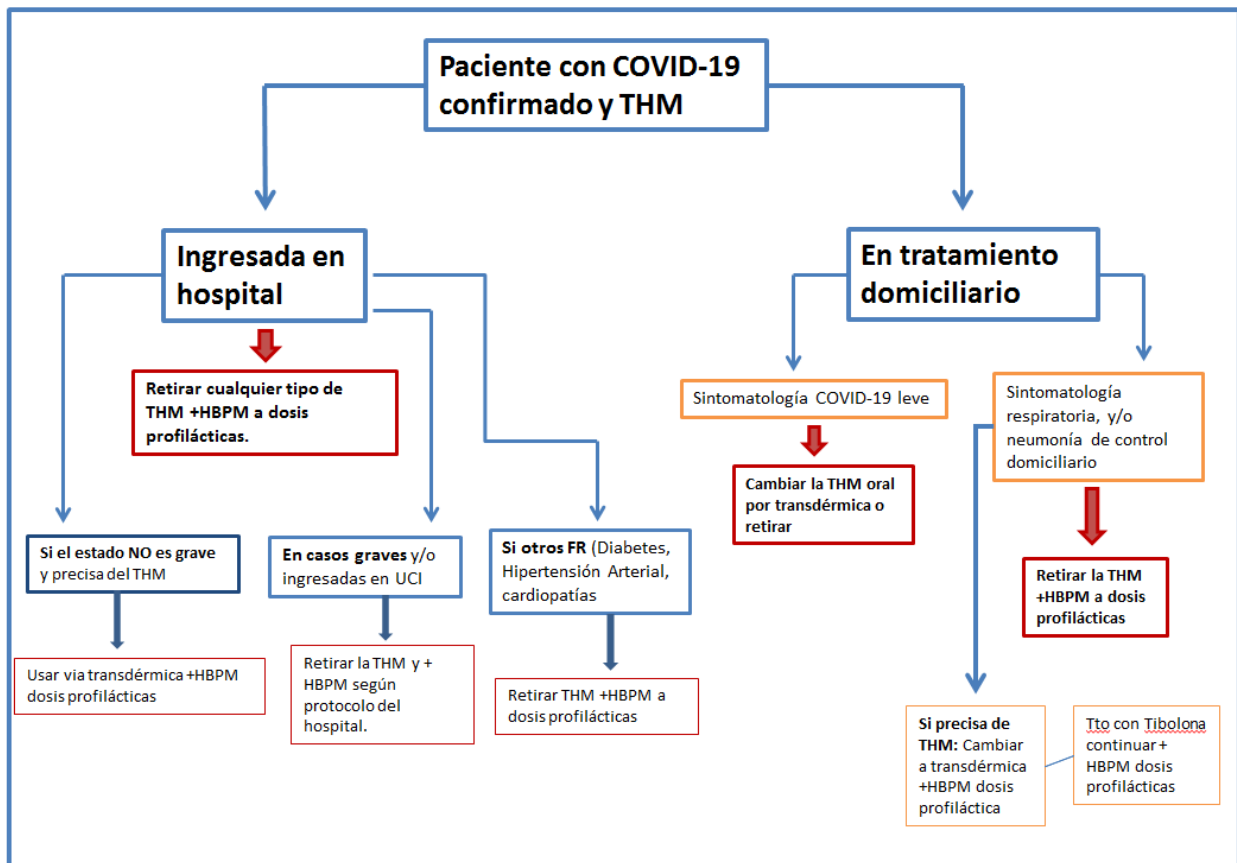 Paciente con COVID-19
confirmado y THM
Ingresada en
hospital
Retirar cualquier tipo de
THM +HBPM a dosis
profilácticas.
Si el estado NO es grave
y precisa del THM
Usar via transdérmica +HBPM
dosis profilácticas
En casos graves y/o
ingresadas en UCI
Retirar la THM y +
HBPM según
protocolo del
hospital.
Si otros FR (Diabetes,
Hipertensión Arterial,
cardiopatías
Retirar THM +HBPM a
dosis profilácticas
En tratamiento
domiciliario
Sintomatología COVID-19 leve
Cambiar la THM oral
por transdérmica o
retirar
Sintomatología
respiratoria, y/o
neumonía de control
domiciliario
Retirar la THM
+HBPM a dosis
profilácticas
Si precisa de
THM: Cambiar
a transdérmica
+HBPM dosis
profiláctica
Tto con Tibolona
continuar +
HBPM dosis
profilácticas